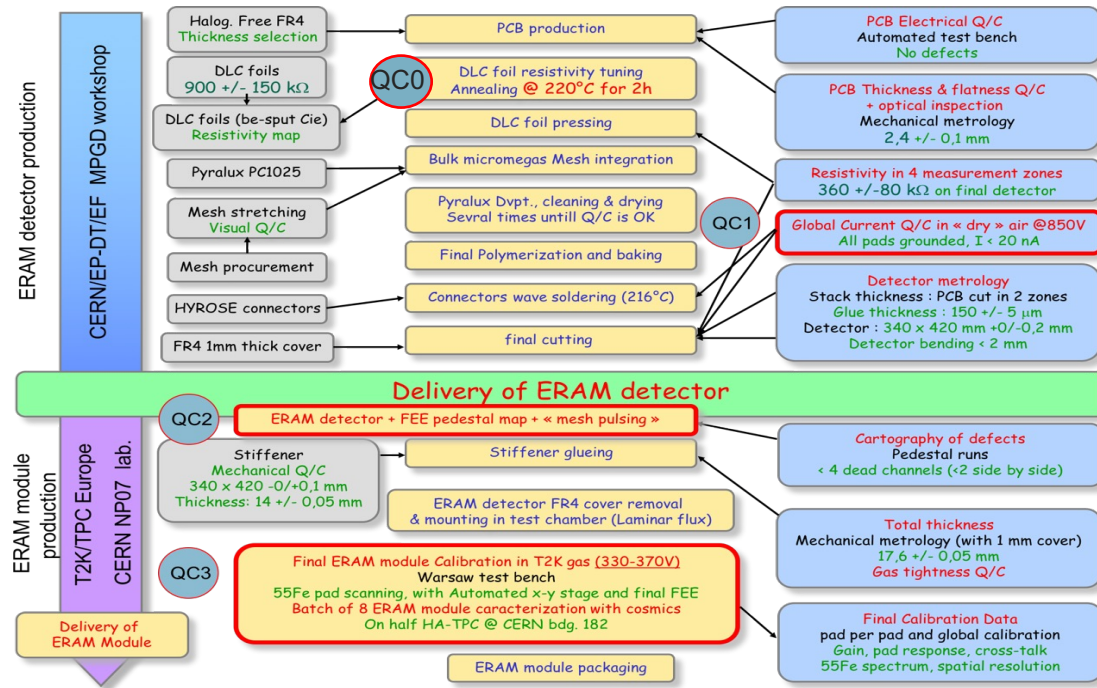 ERAM detector production
CERN/EP-DT/EF MPGD workshop
Halog. Free FR4
Thickness selection
DLC foils
900 +/- 150 kΩ
DLC foils (be-sput Cie)
Resistivity map
Pyralux PC1025
Mesh stretching
Visual Q/C
Mesh procurement
HYROSE connectors
FR4 1mm thick cover
PCB production
QC0
DLC foil resistivity tuning
Annealing @ 220°C for 2h
DLC foil pressing
Bulk micromegas Mesh integration
Pyralux Dvpt., cleaning & drying
Sevral times untill Q/C is OK
Final Polymerization and baking
Connectors wave soldering (216°C)
final cutting
PCB Electrical Q/C
Automated test bench
No defects
PCB Thickness & flatness Q/C
+ optical inspection
Mechanical metrology
2,4 +/- 0,1 mm
Resistivity in 4 measurement zones
360 +/-80 kΩ on final detector
QC1
Global Current Q/C in « dry » air @850V
All pads grounded, I < 20 nA
Detector metrology
Stack thickness : PCB cut in 2 zones
Glue thickness : 150 +/- 5 μm
Detector : 340 x 420 mm +0/-0,2 mm
Detector bending < 2 mm
Delivery of ERAM detector
ERAM module production
T2K/TPC Europe
CERN NP07 lab.
QC2
ERAM detector + FEE pedestal map + « mesh pulsing »
Stiffener
Mechanical Q/C
340 x 420 -0/+0,1 mm
Thickness: 14 +/- 0,05 mm
Stiffener glueing
ERAM detector FR4 cover removal
& mounting in test chamber (Laminar flux)
Cartography of defects
Pedestal runs
< 4 dead channels (<2 side by side)
Total thickness
Mechanical metrology (with 1 mm cover)
17,6 +/- 0,05 mm
Gas tightness Q/C
QC3
Final ERAM module Calibration in T2K gas (330-370V)
Warsaw test bench
55Fe pad scanning, with Automated x-y stage and final FEE
Batch of 8 ERAM module caracterization with cosmics
On half HA-TPC @ CERN bdg. 182
Final Calibration Data
pad per pad and global calibration
Gain, pad response, cross-talk
55Fe spectrum, spatial resolution
Delivery of
ERAM Module
ERAM module packaging